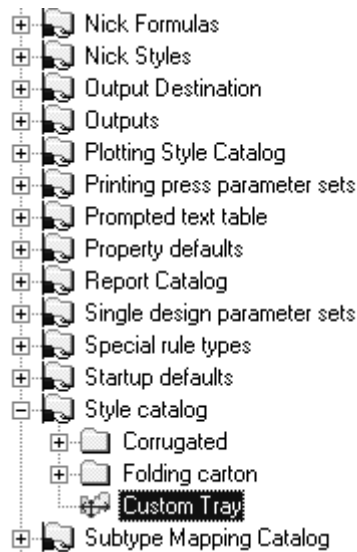 Nick Formulas
Nick Styles
Output Destination
Outputs
Plotting Style Catalog
Printing press parameter sets
Prompted text table
Property defaults
Report Catalog
Single design parameter sets
Special rule types
Startup defaults
Style catalog
Corrugated
Folding carton
Custom Tray
Subtype Mapping Catalog